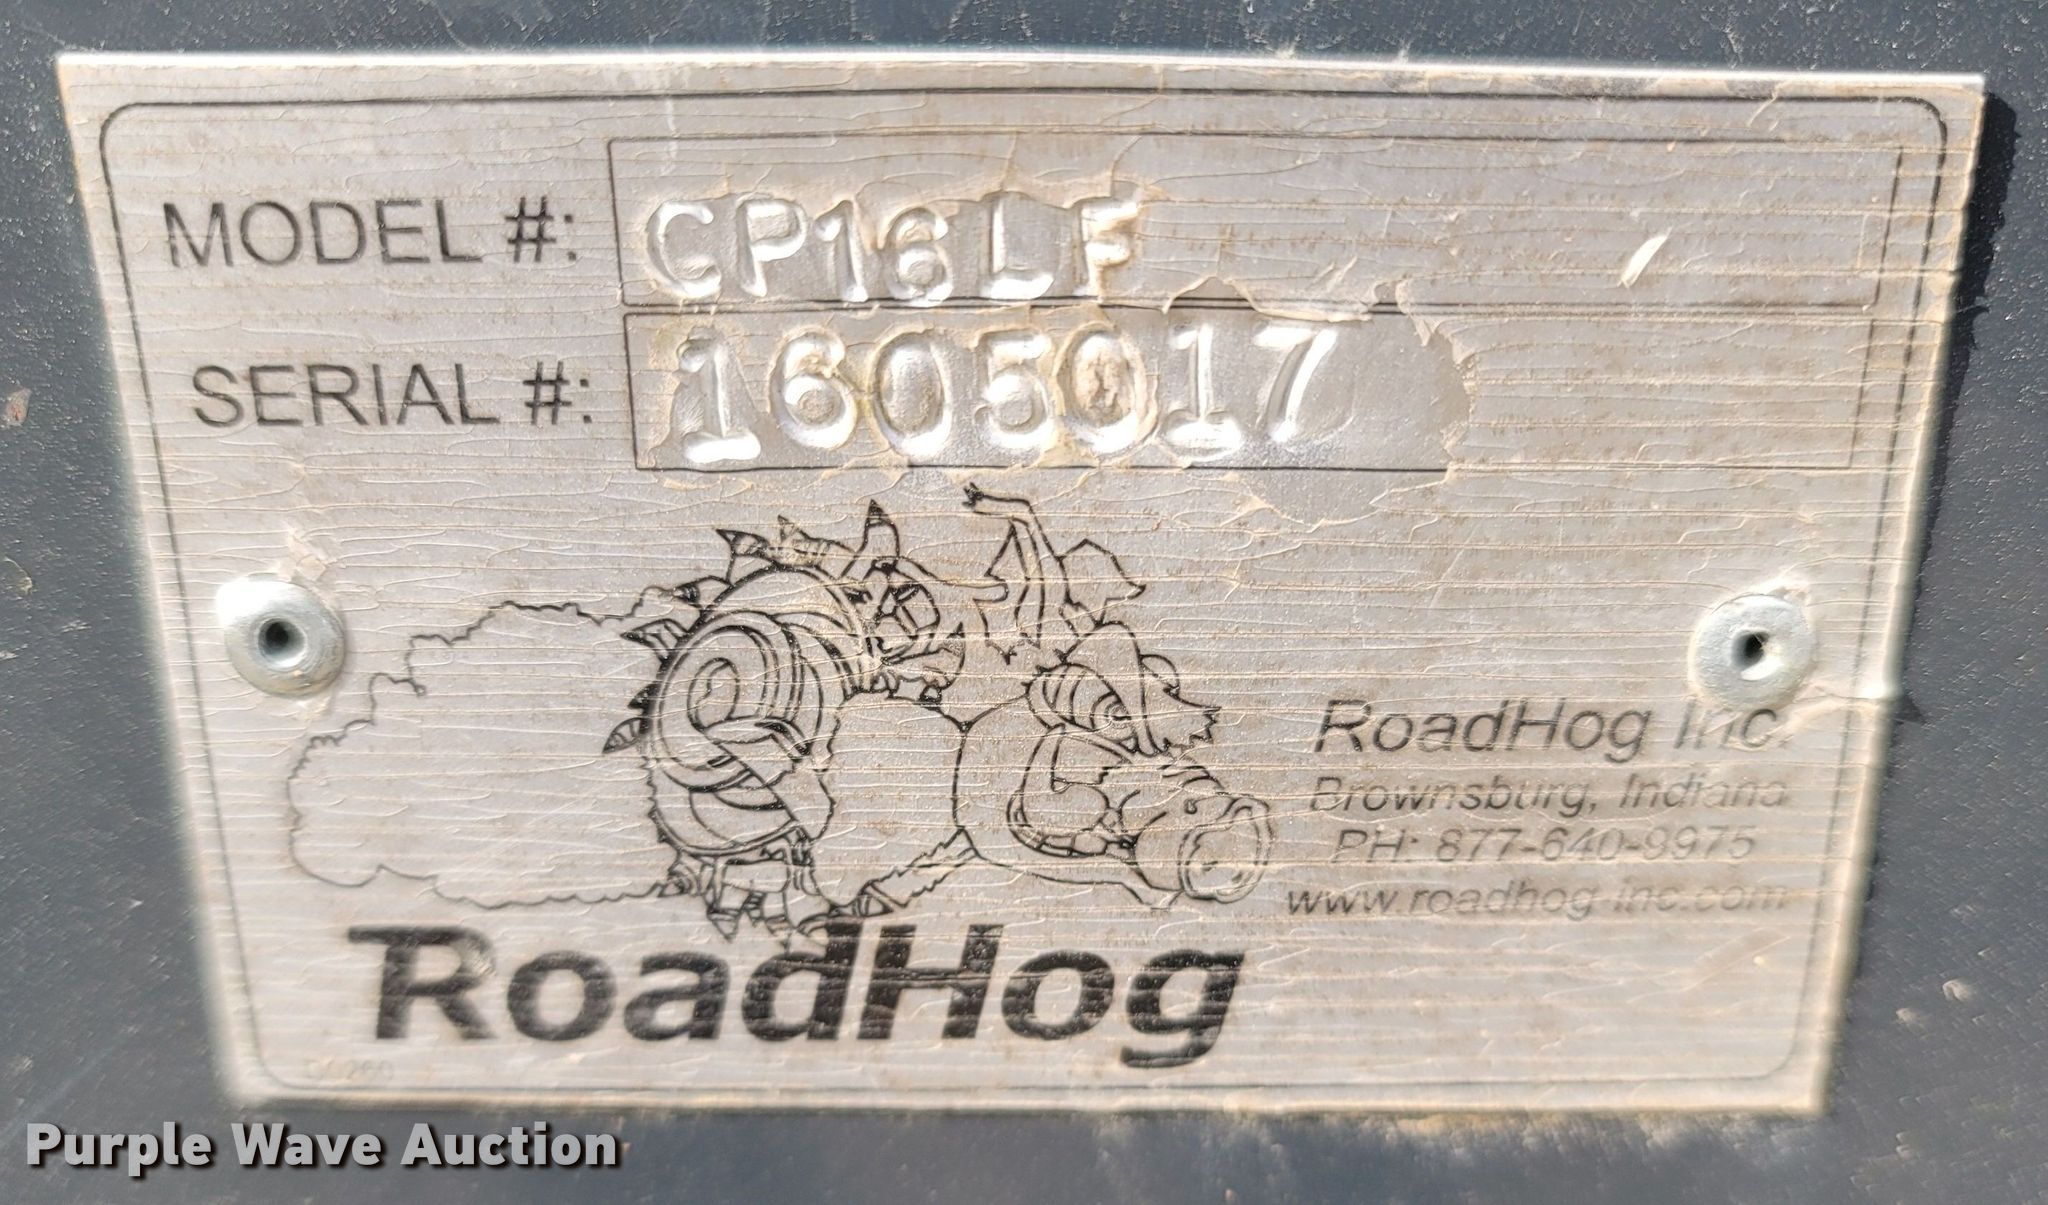 MODEL #: CP16LF
SERIAL #: 1605017
RoadHog Inc.
Brownsburg, Indiana
PH: 877-640-9975
www.roadhog-inc.com
RoadHog
Purple Wave Auction